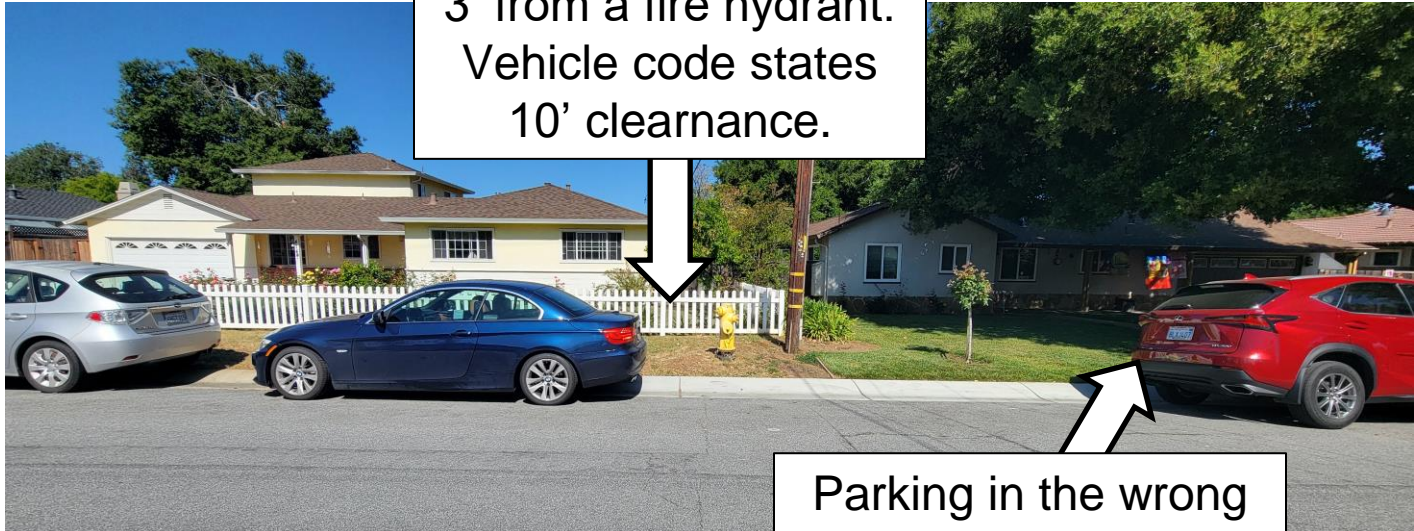 3’ from a fire hydrant.
Vehicle code states
10’ clearnance.
Parking in the wrong